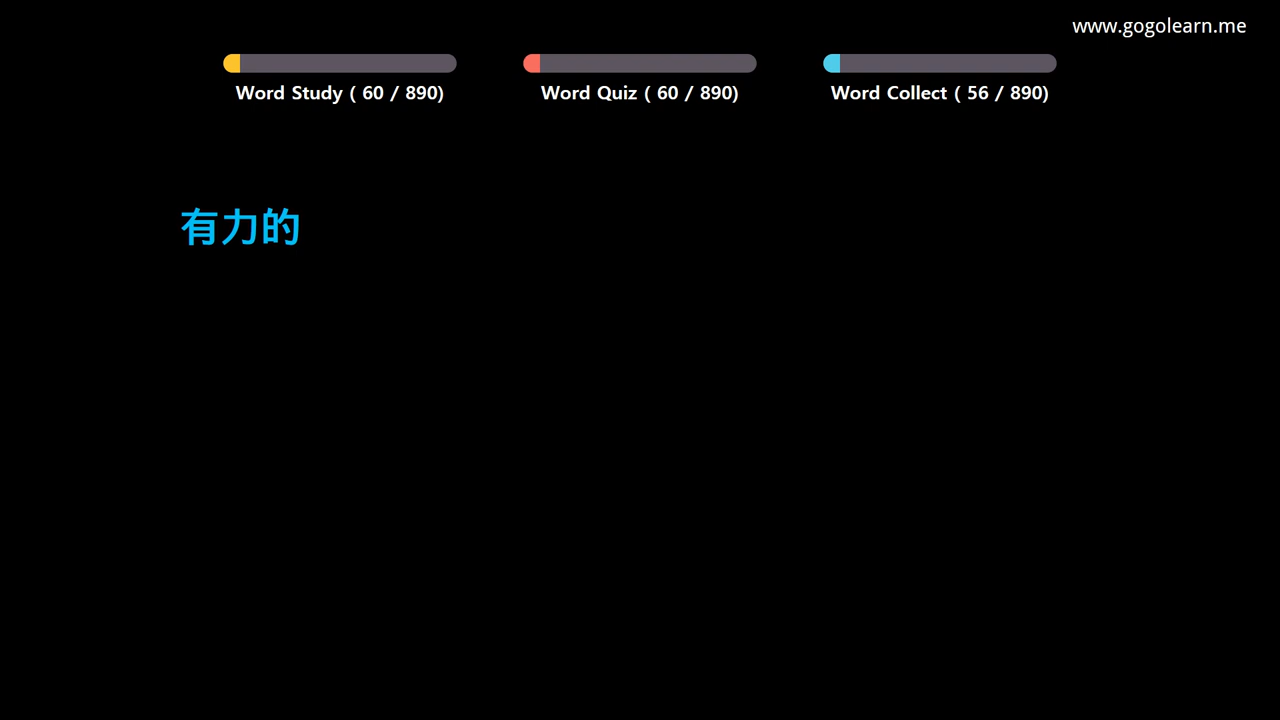 www.gogolearn.me
Word Study ( 60 / 890)
Word Quiz ( 60 / 890)
Word Collect ( 56 / 890)
有力的